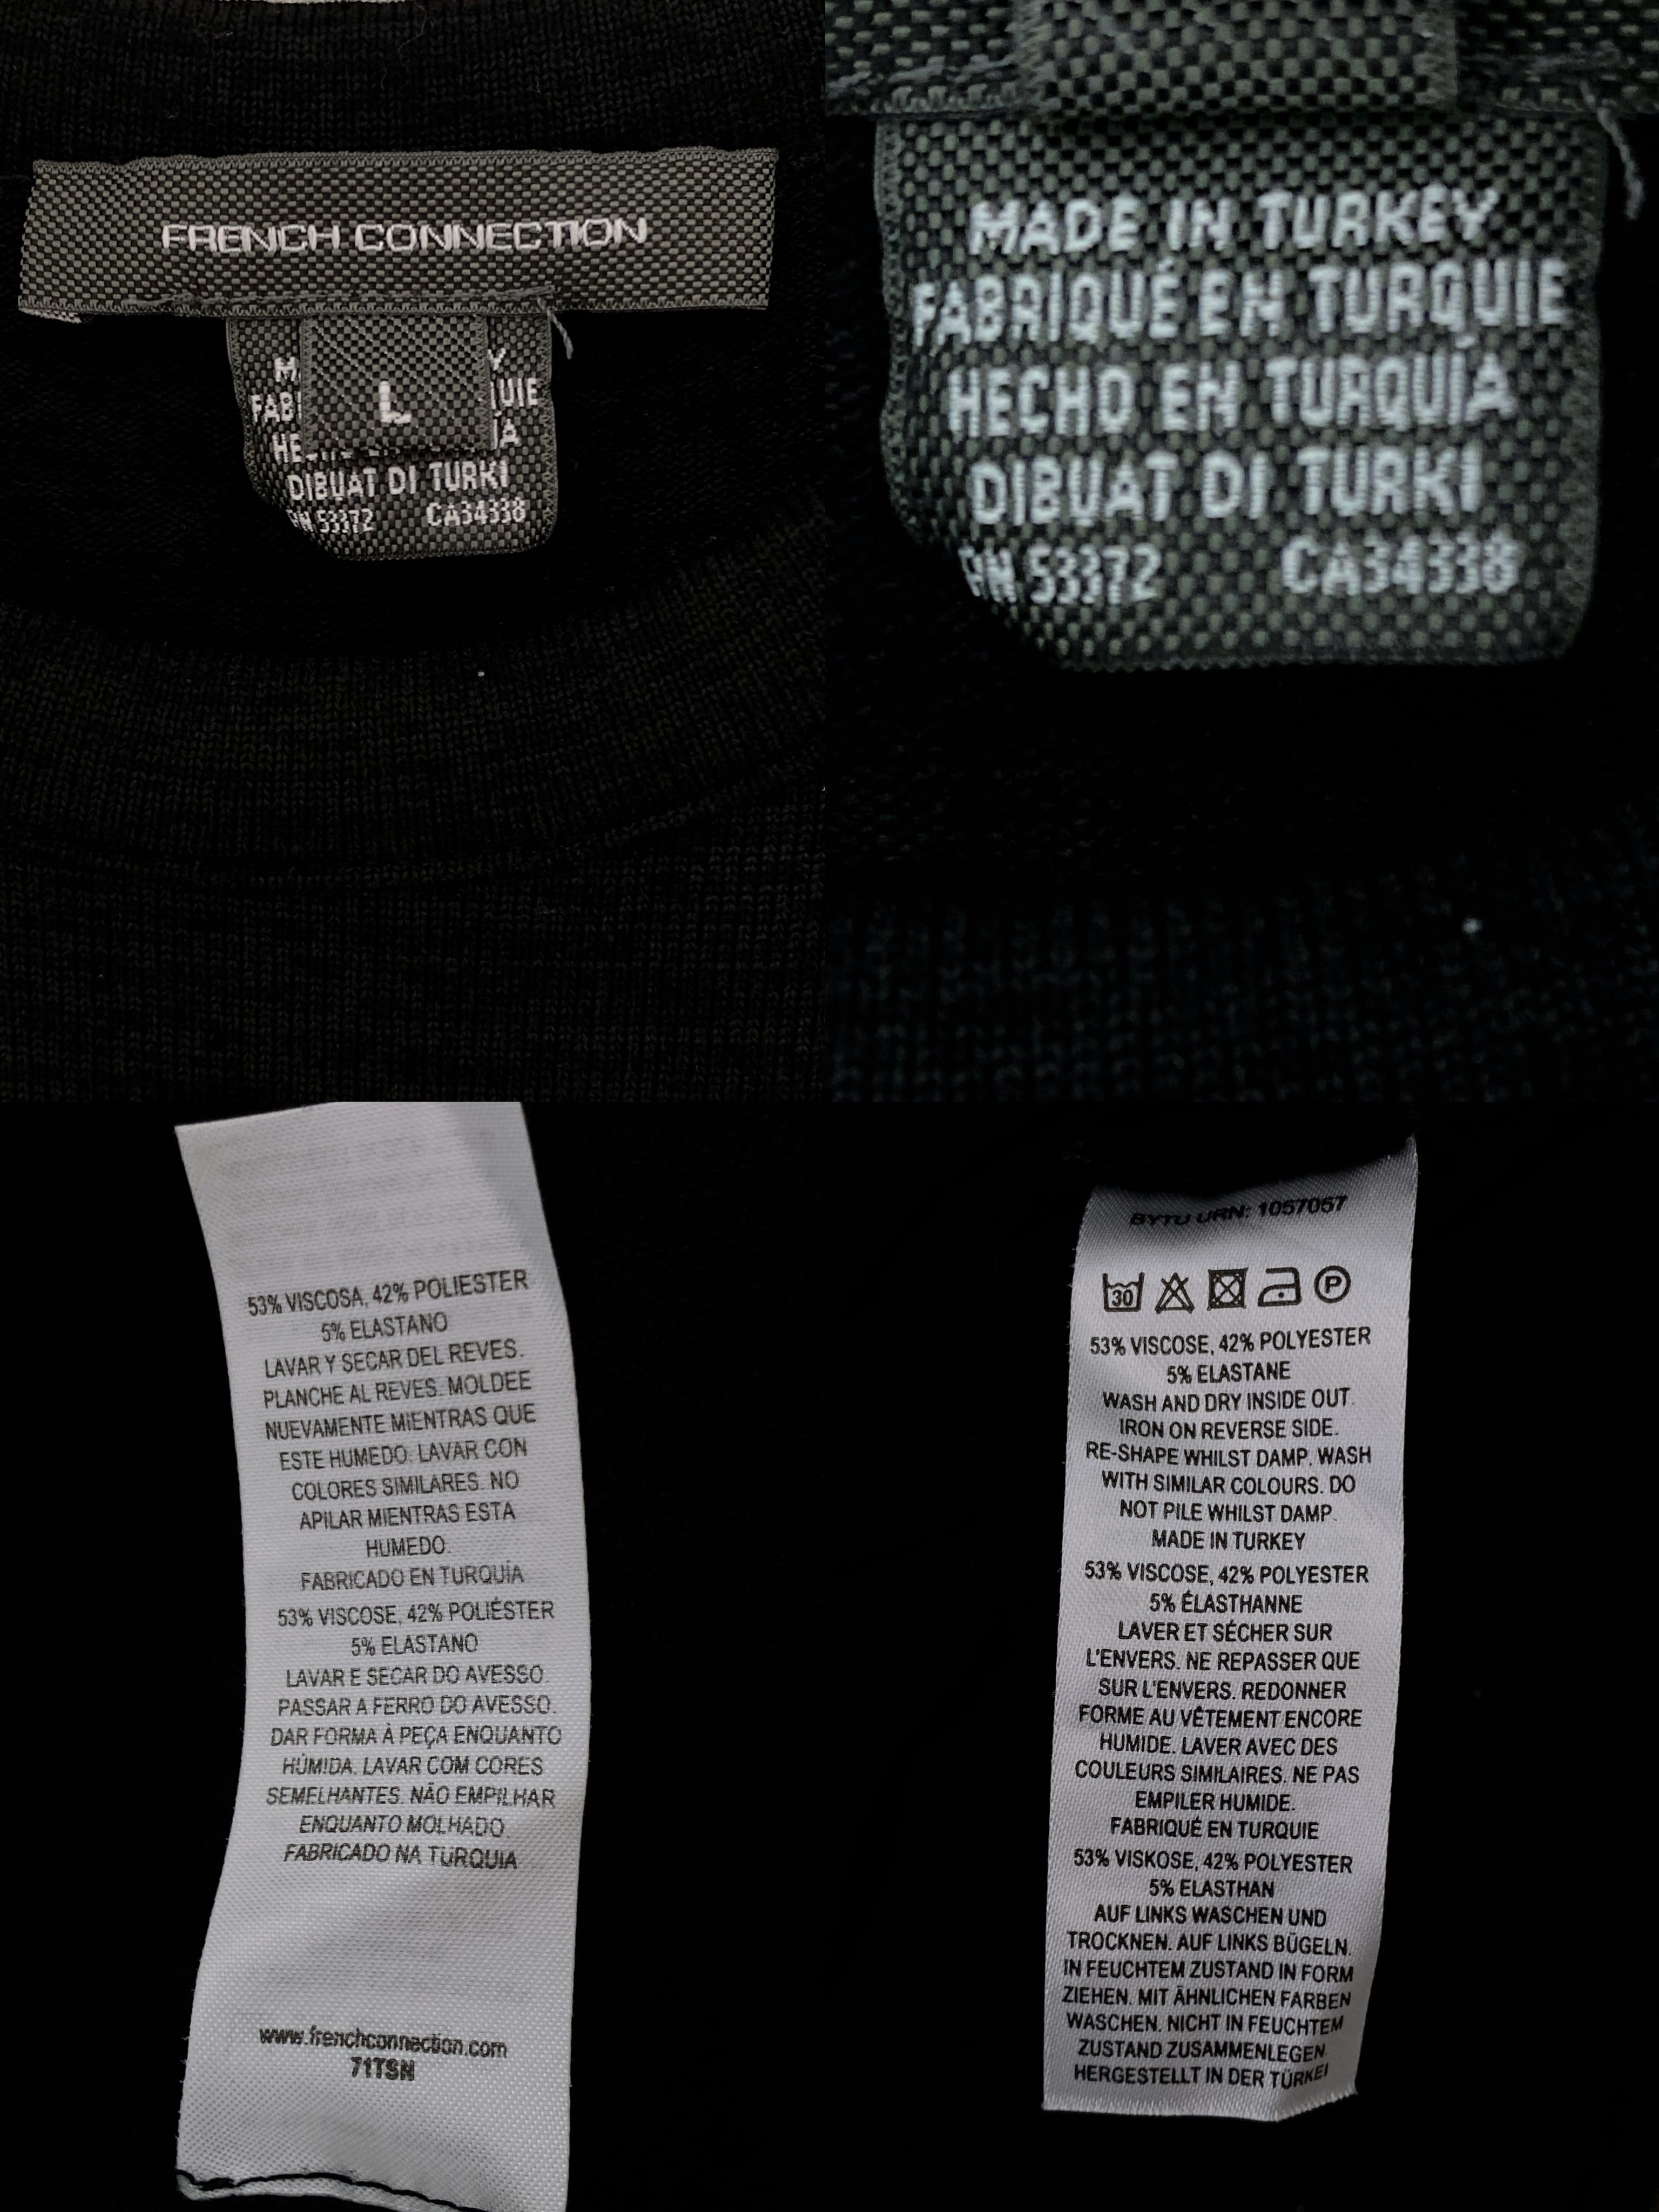 FRENCH CONNECTION
L
DIBUAT DI TURKI
53372 CA34338
MADE IN TURKEY
FABRIQUÉ EN TURQUIE
HECHO EN TURQUÍA
DIBUAT DI TURKI
RN 53372 CA34338
53% VISCOSA, 42% POLIESTER
5% ELASTANO
LAVAR Y SECAR DEL REVES.
PLANCHE AL REVES. MOLDEE
NUEVAMENTE MIENTRAS QUE
ESTE HUMEDO. LAVAR CON
COLORES SIMILARES. NO
APILAR MIENTRAS ESTA
HUMEDO.
FABRICADO EN TURQUÍA
53% VISCOSE, 42% POLIÉSTER
5% ELASTANO
LAVAR E SECAR DO AVESSO.
PASSAR A FERRO DO AVESSO.
DAR FORMA À PEÇA ENQUANTO
HÚMIDA. LAVAR COM CORES
SEMELHANTES. NÃO EMPILHAR
ENQUANTO MOLHADO
FABRICADO NA TURQUIA
www.frenchconnection.com
71TSN
BYTU URN: 1057057
30 P
53% VISCOSE, 42% POLYESTER
5% ELASTANE
WASH AND DRY INSIDE OUT.
IRON ON REVERSE SIDE.
RE-SHAPE WHILST DAMP. WASH
WITH SIMILAR COLOURS. DO
NOT PILE WHILST DAMP.
MADE IN TURKEY
53% VISCOSE, 42% POLYESTER
5% ÉLASTHANNE
LAVER ET SÉCHER SUR
L'ENVERS. NE REPASSER QUE
SUR L'ENVERS. REDONNER
FORME AU VÊTEMENT ENCORE
HUMIDE. LAVER AVEC DES
COULEURS SIMILAIRES. NE PAS
EMPILER HUMIDE.
FABRIQUÉ EN TURQUIE
53% VISKOSE, 42% POLYESTER
5% ELASTHAN
AUF LINKS WASCHEN UND
TROCKNEN. AUF LINKS BÜGELN.
IN FEUCHTEM ZUSTAND IN FORM
ZIEHEN. MIT ÄHNLICHEN FARBEN
WASCHEN. NICHT IN FEUCHTEM
ZUSTAND ZUSAMMENLEGEN.
HERGESTELLT IN DER TÜRKEI